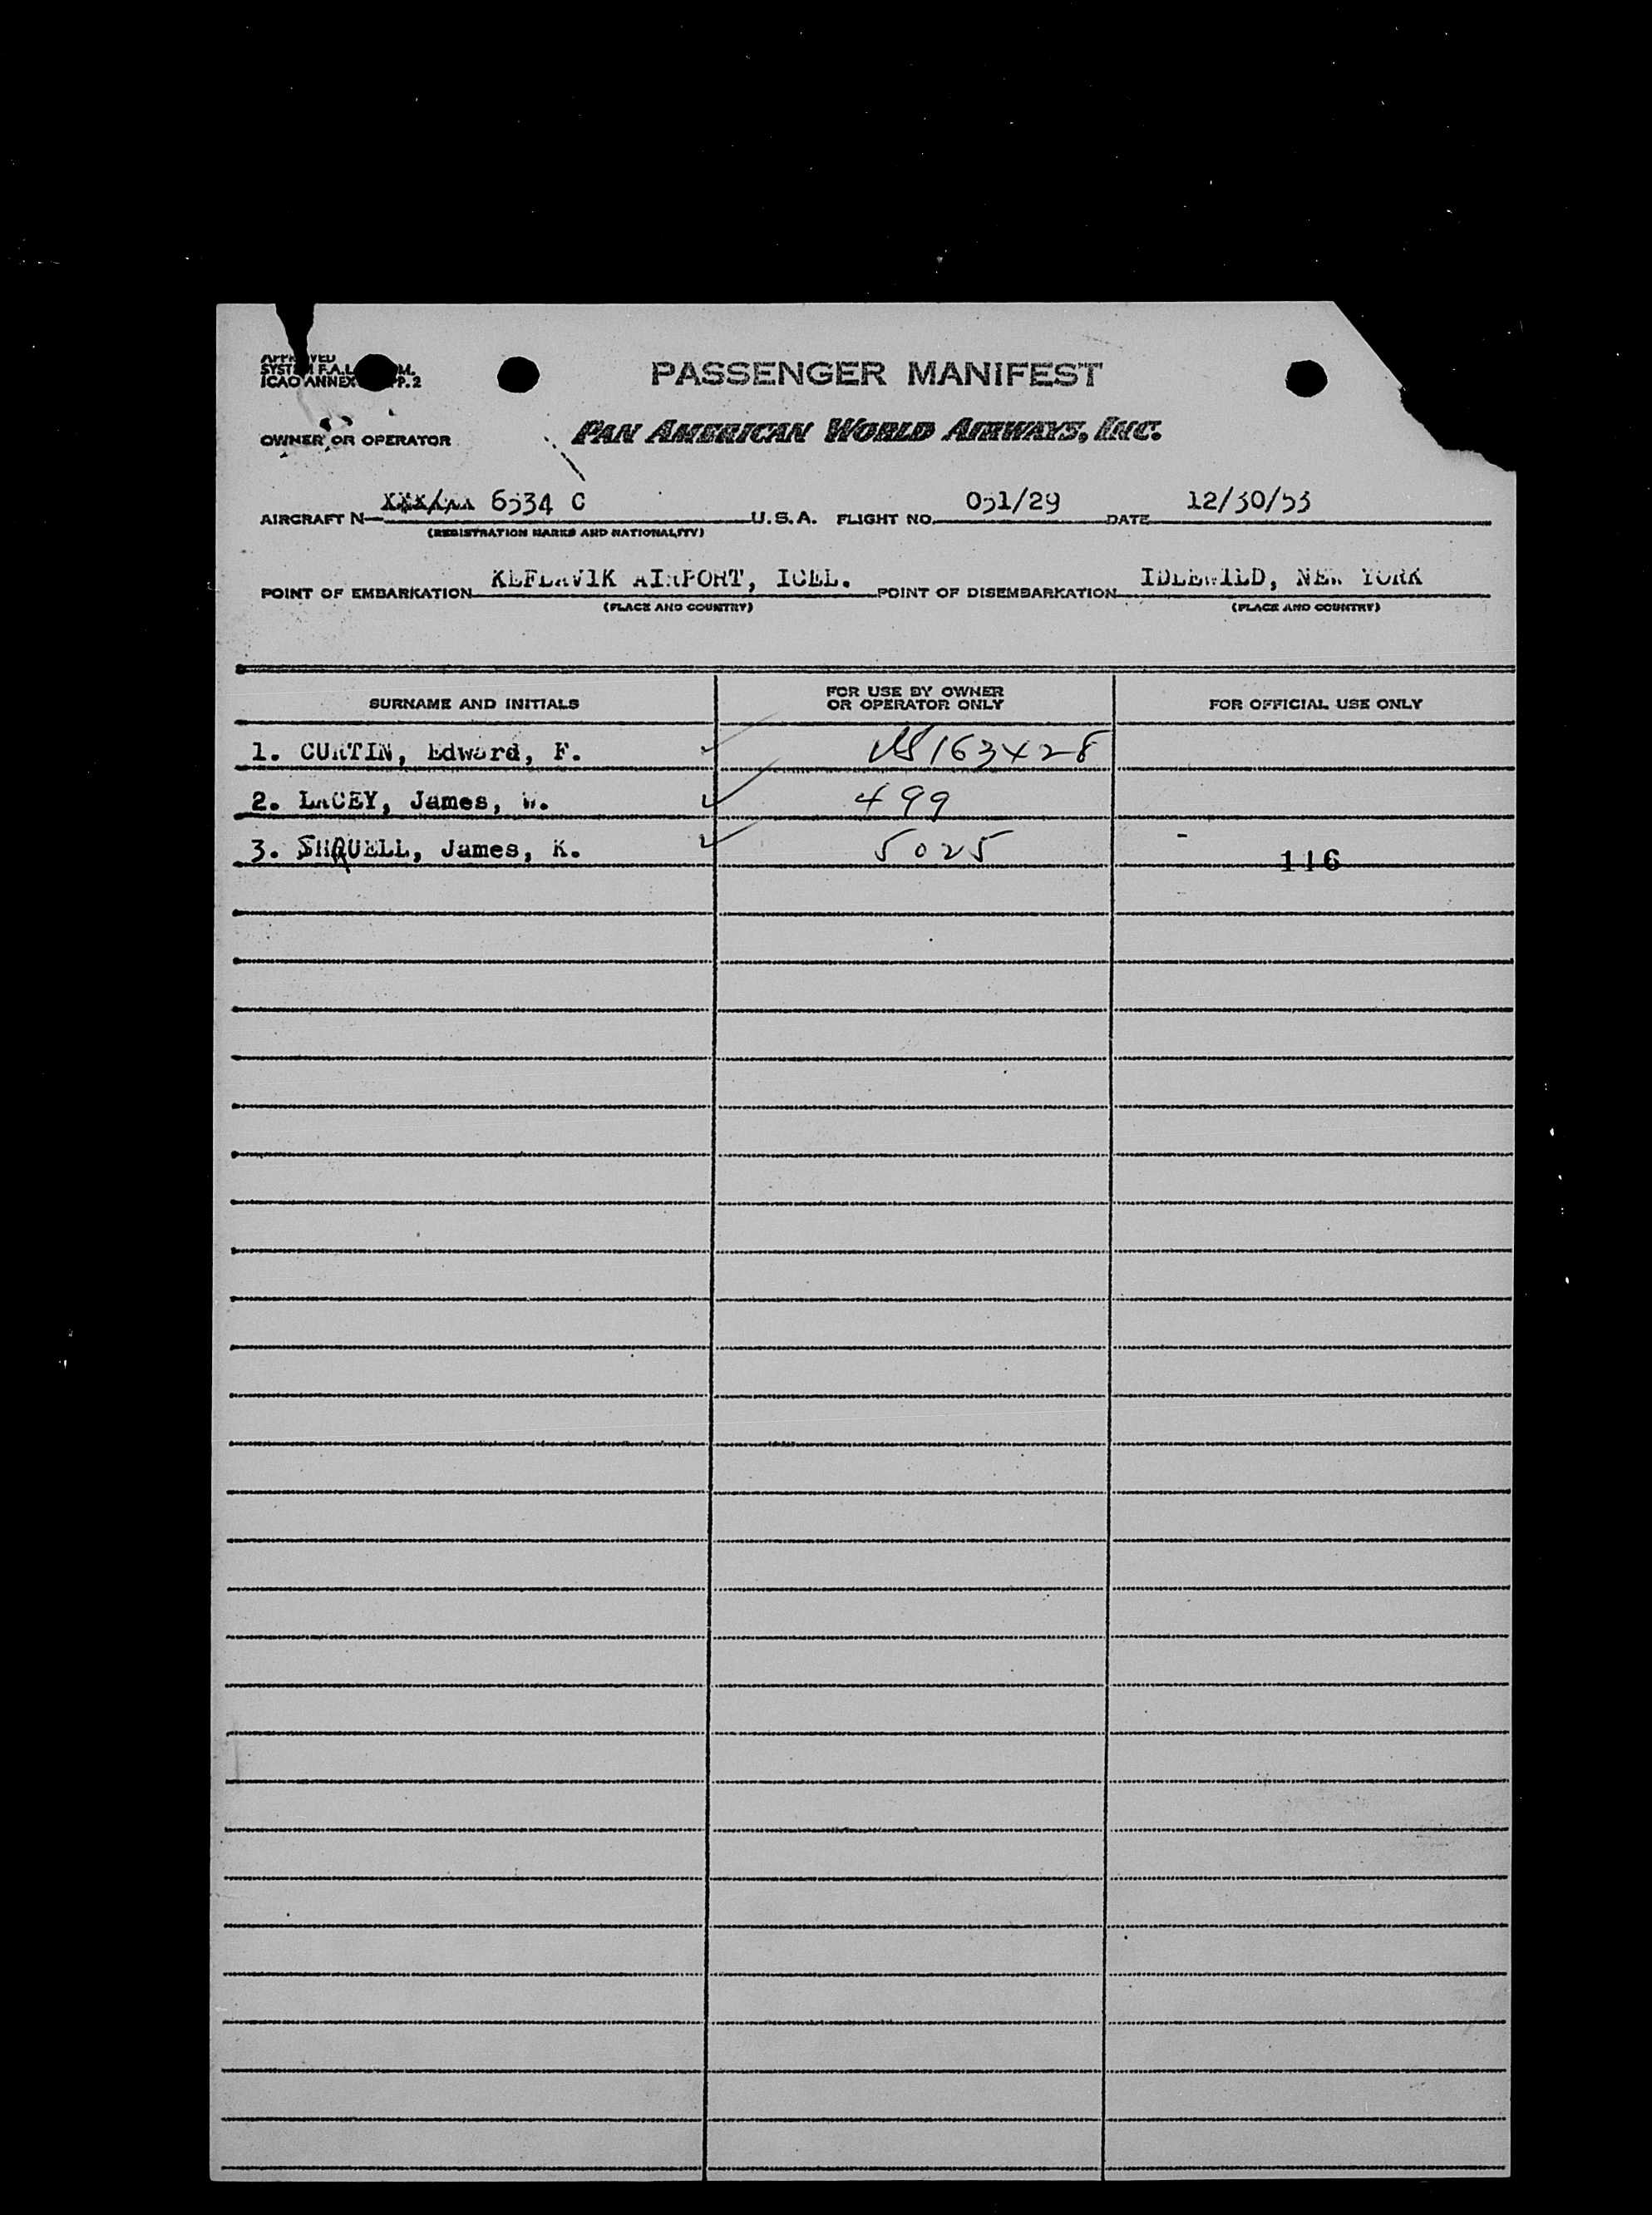 PASSENGER MANIFEST
ICAO ANNEX P. 2
OWNER OR OPERATOR PAN AMERICAN WORLD AIRWAYS, INC.
AIRCRAFT N 6534 C U.S.A. FLIGHT NO. 051/29 DATE 12/30/53
(REGISTRATION MARKS AND NATIONALITY)
POINT OF EMBARKATION KEFLAVIK AIRPORT, ICEL. POINT OF DISEMBARKATION IDLEWILD, NEW YORK
(PLACE AND COUNTRY) (PLACE AND COUNTRY)
SURNAME AND INITIALS FOR USE BY OWNER OR OPERATOR ONLY FOR OFFICIAL USE ONLY
1. CURTIN, Edward, F. 163428
2. LACEY, James, W. 499
3. James, K. 5025
116